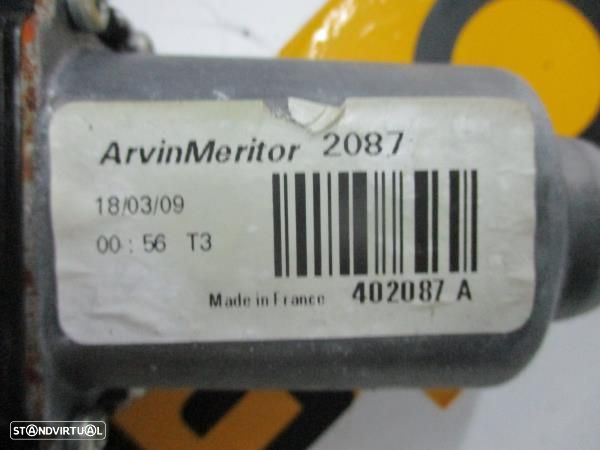 ArvinMeritor 2087
18/03/09
00:56 T3
Made in France 402087 A
STANDVIRTUAL